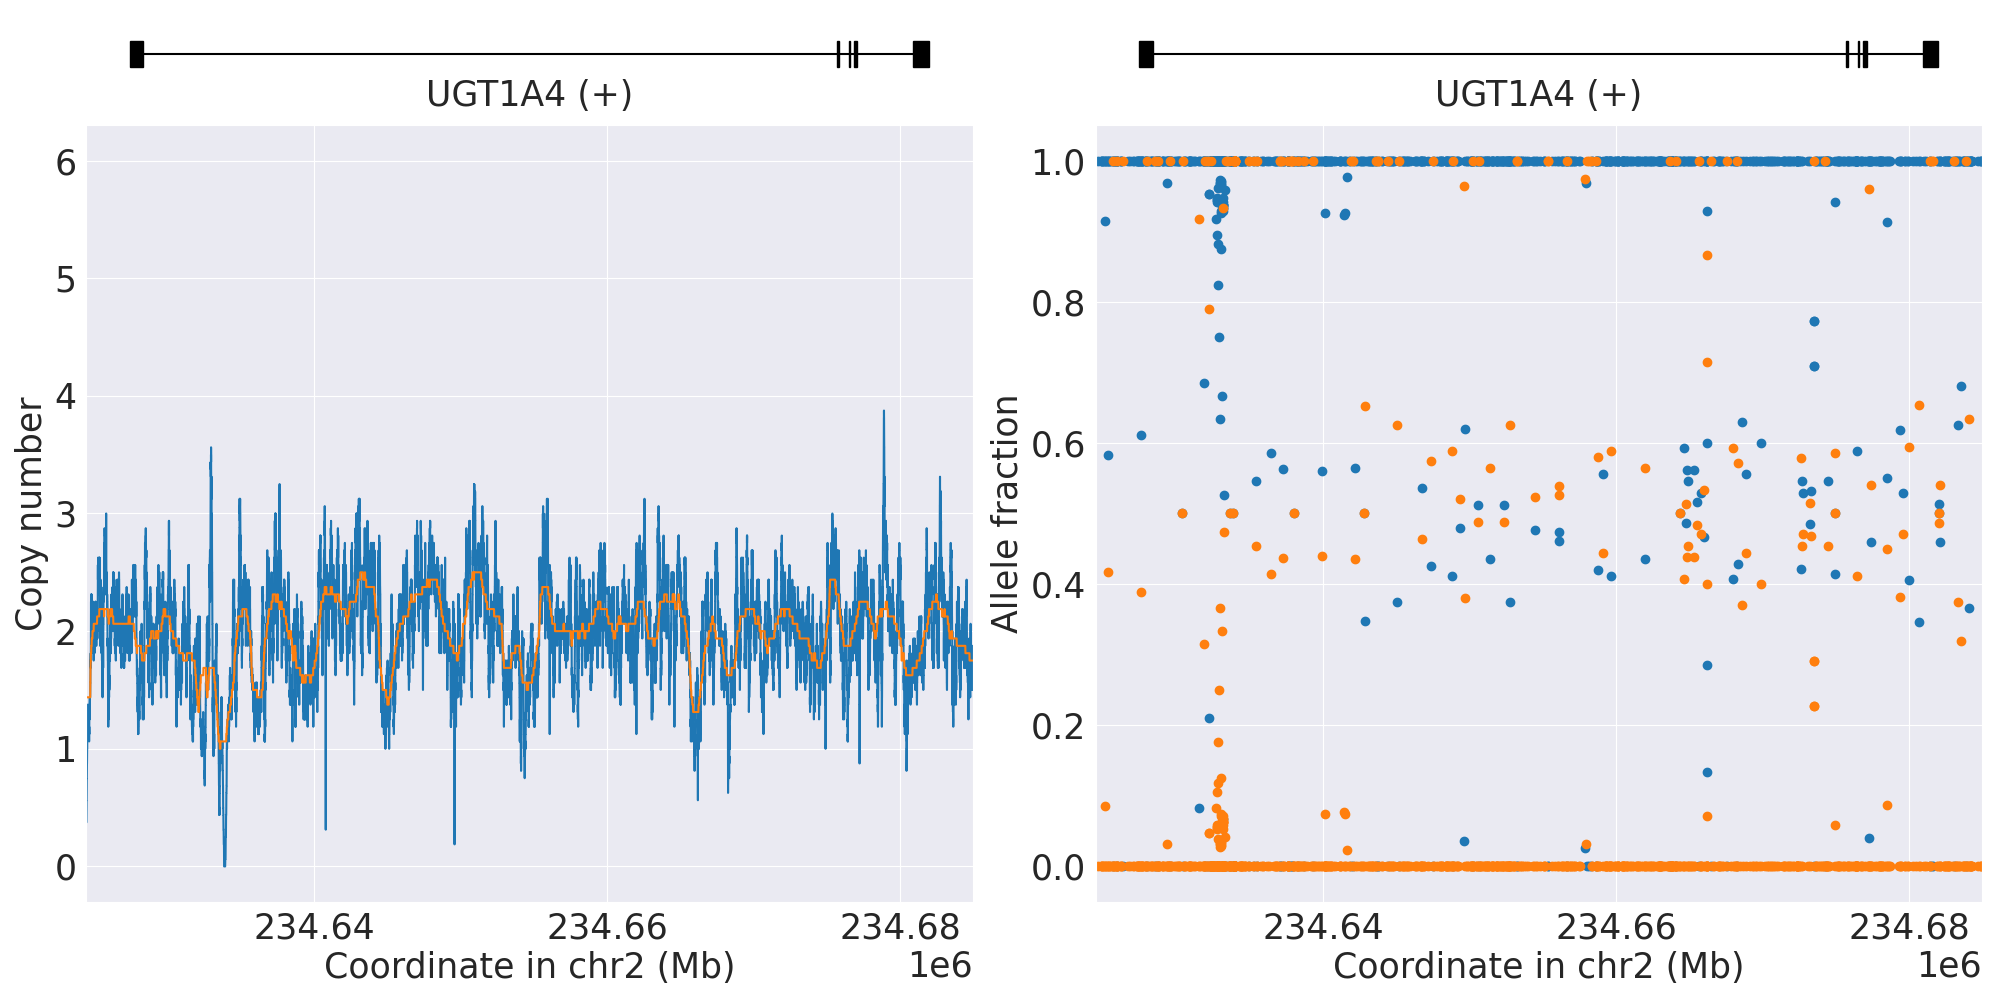 UGT1A4 (+)
6
5
4
3
2
1
0
Copy number
234.64
234.66
234.68
1e6
Coordinate in chr2 (Mb)
UGT1A4 (+)
1.0
0.8
0.6
0.4
0.2
0.0
Allele fraction
234.64
234.66
234.68
1e6
Coordinate in chr2 (Mb)